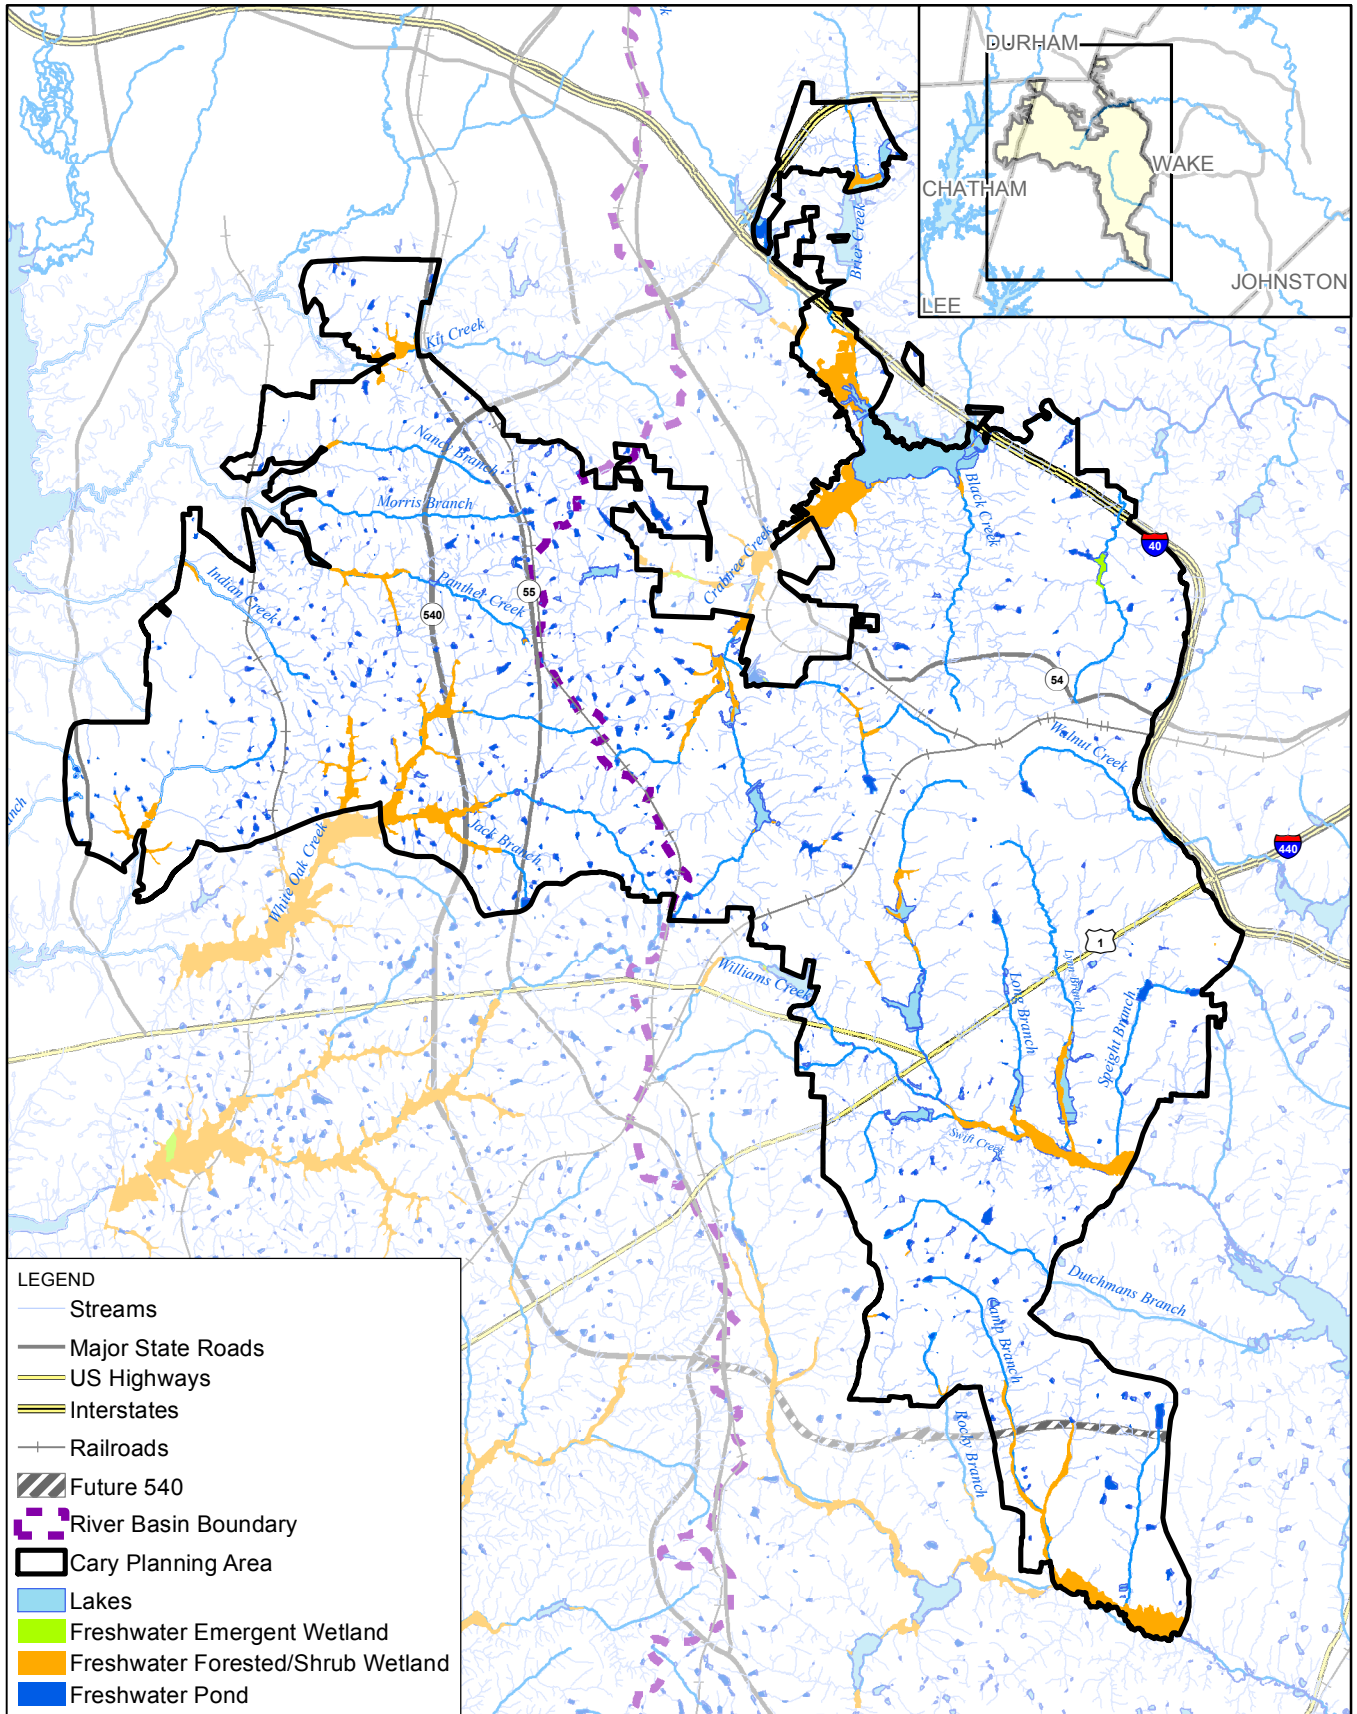 DURHAM
WAKE
CHATHAM
JOHNSTON
LEE
Brier Creek
Kit Creek
Nancy Branch
Morris Branch
Black Creek
40
Crabtree Creek
Indian Creek
Panther Creek
55
540
54
Walnut Creek
Jack Branch
White Oak Creek
440
1
Williams Creek
Long Branch
Lynn Branch
Speight Branch
Swift Creek
Dutchmans Branch
Camp Branch
Rocky Branch
LEGEND
Streams
Major State Roads
US Highways
Interstates
Railroads
Future 540
River Basin Boundary
Cary Planning Area
Lakes
Freshwater Emergent Wetland
Freshwater Forested/Shrub Wetland
Freshwater Pond